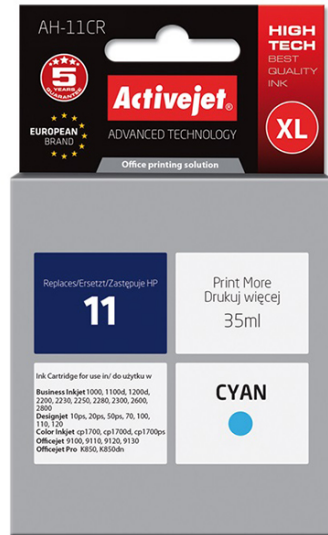 AH-11CR
HIGH
TECH
BEST
QUALITY
INK
5
YEARS
GUARANTEE
Activejet®
EUROPEAN
BRAND
ADVANCED TECHNOLOGY
XL
Office printing solution
Replaces/Ersetzt/Zastępuje HP
11
Print More
Drukuj więcej
35ml
Ink Cartridge for use in/ do użytku w
Business Inkjet 1000, 1100d, 1200d,
2200, 2230, 2250, 2280, 2300, 2600,
2800
Designjet 10ps, 20ps, 50ps, 70, 100,
110, 120
Color Inkjet cp1700, cp1700d, cp1700ps
Officejet 9100, 9110, 9120, 9130
Officejet Pro K850, K850dn
CYAN